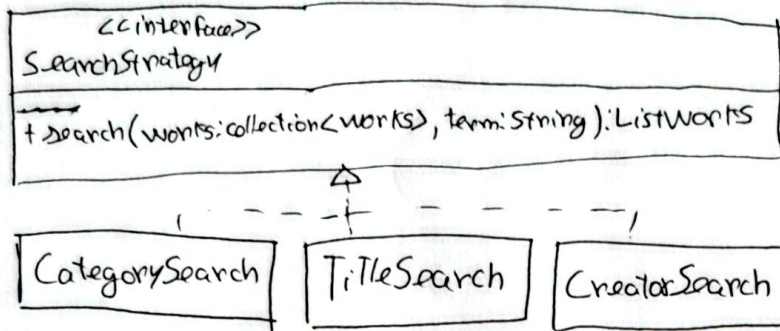 <<interface>>
SearchStrategy
+ search(works:collection<works>, term:String):ListWorks
CategorySearch
TiTleSearch
CreatorSearch